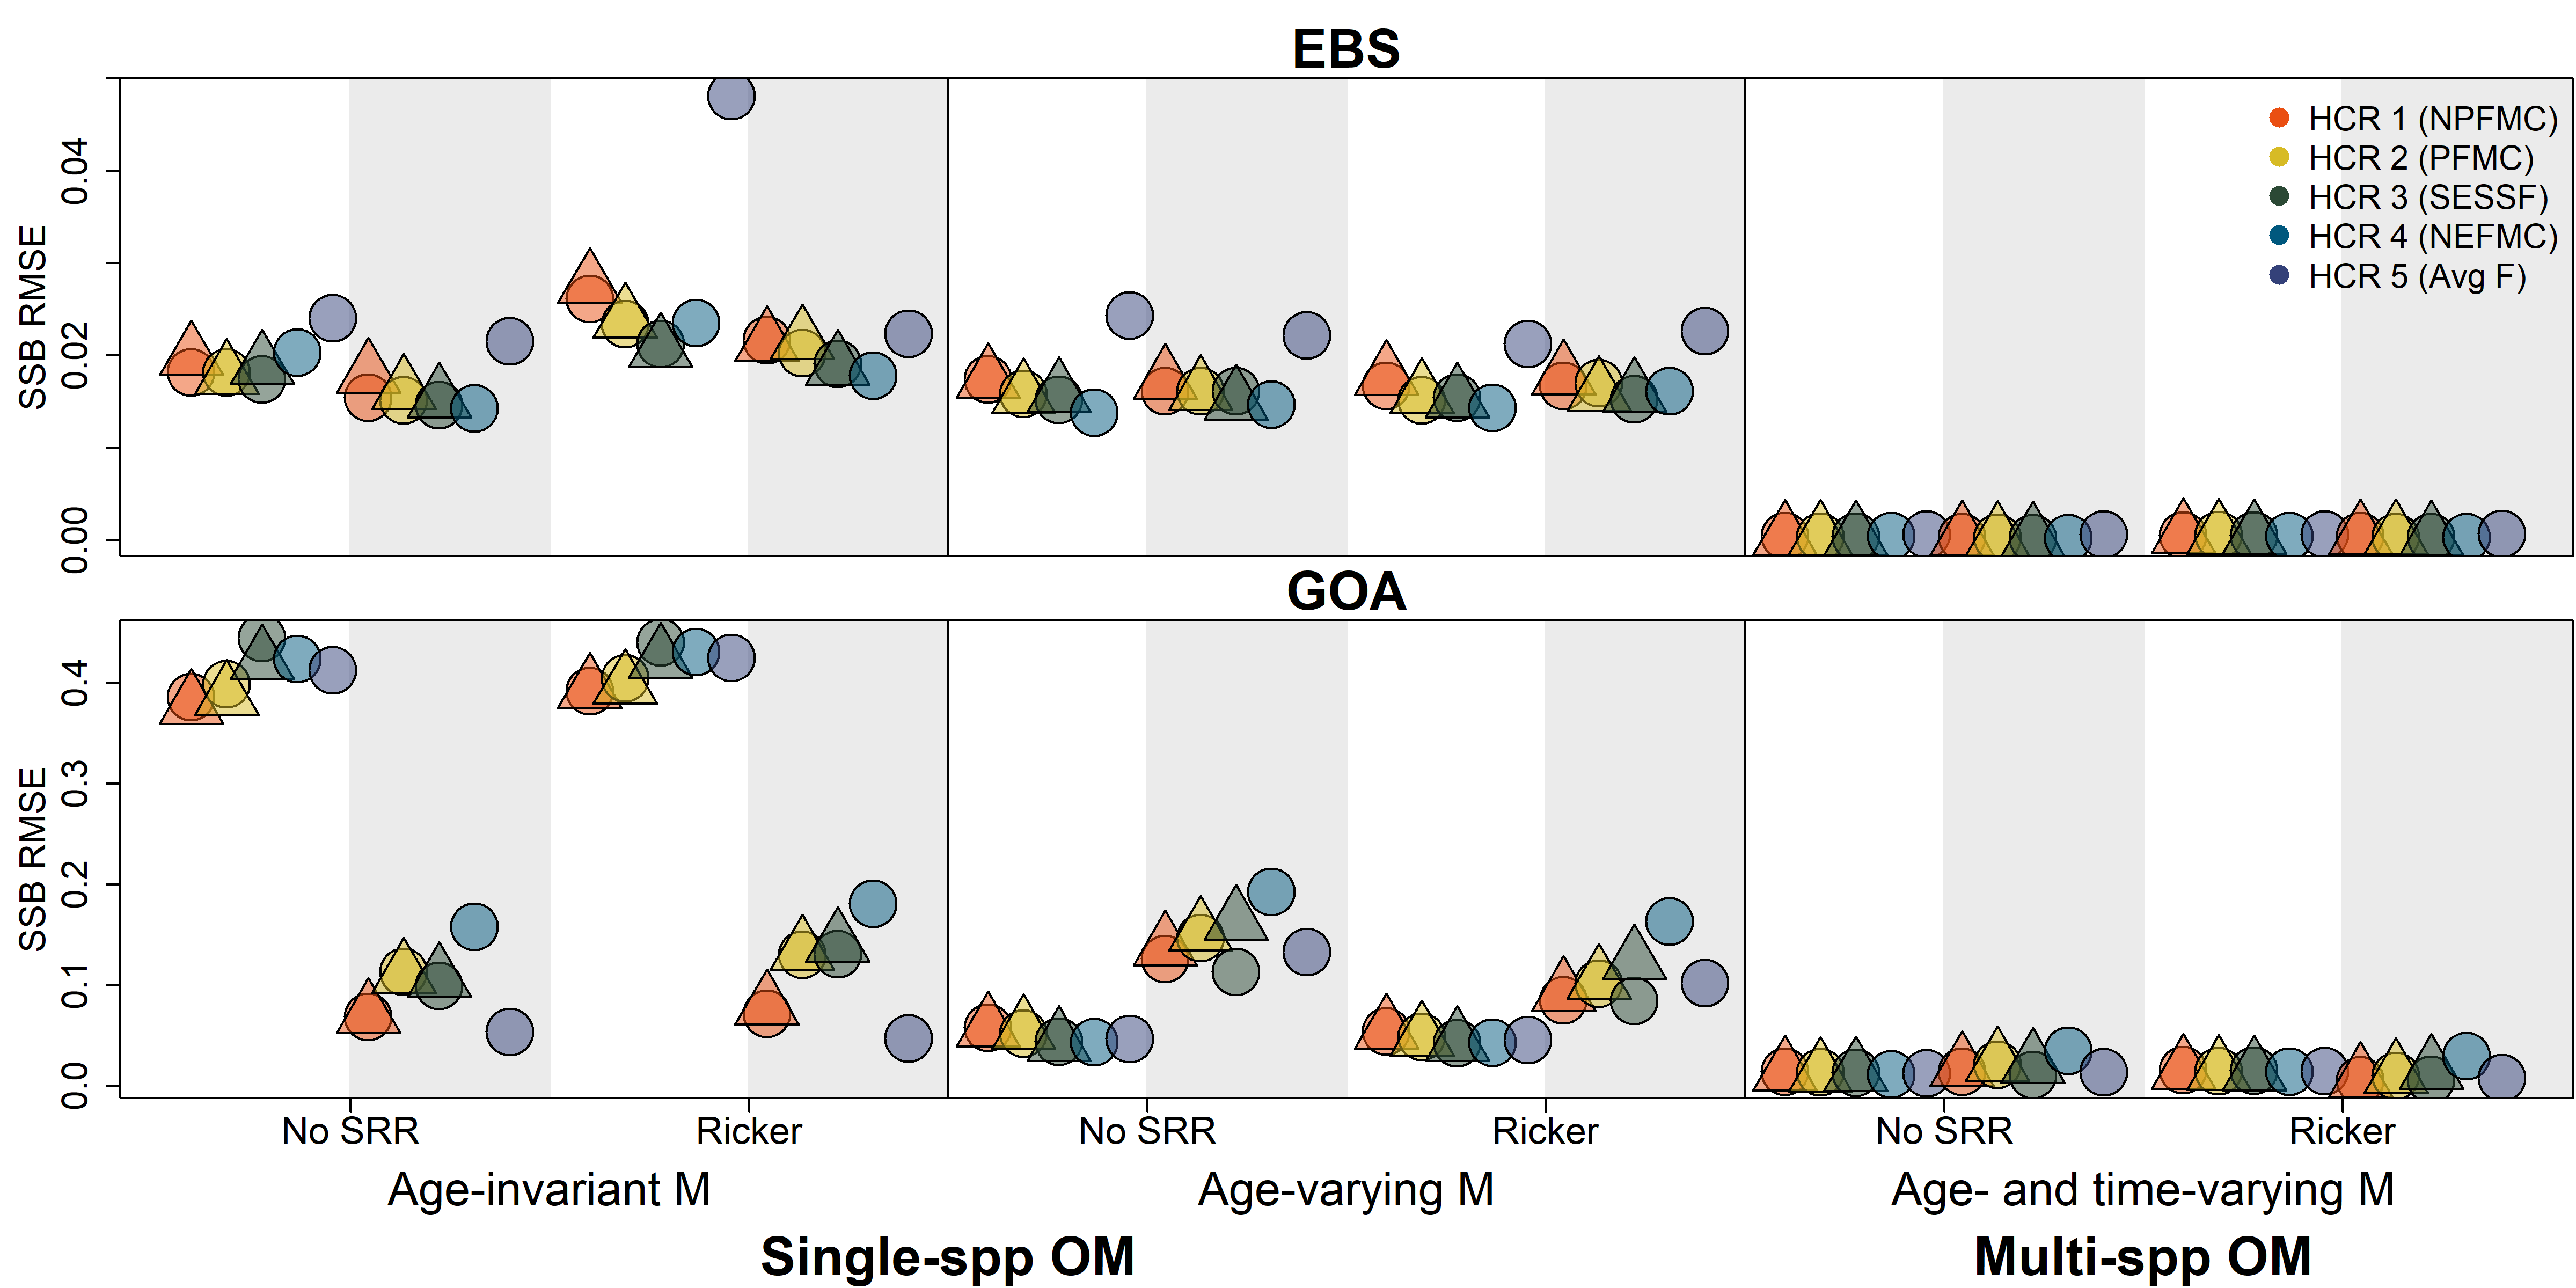 EBS
SSB RMSE
0.04
0.02
0.00
HCR 1 (NPFMC)
HCR 2 (PFMC)
HCR 3 (SESSF)
HCR 4 (NEFMC)
HCR 5 (Avg F)
GOA
SSB RMSE
0.4
0.3
0.2
0.1
0.0
No SRR
Ricker
No SRR
Ricker
No SRR
Ricker
Age-invariant M
Age-varying M
Age- and time-varying M
Single-spp OM
Multi-spp OM